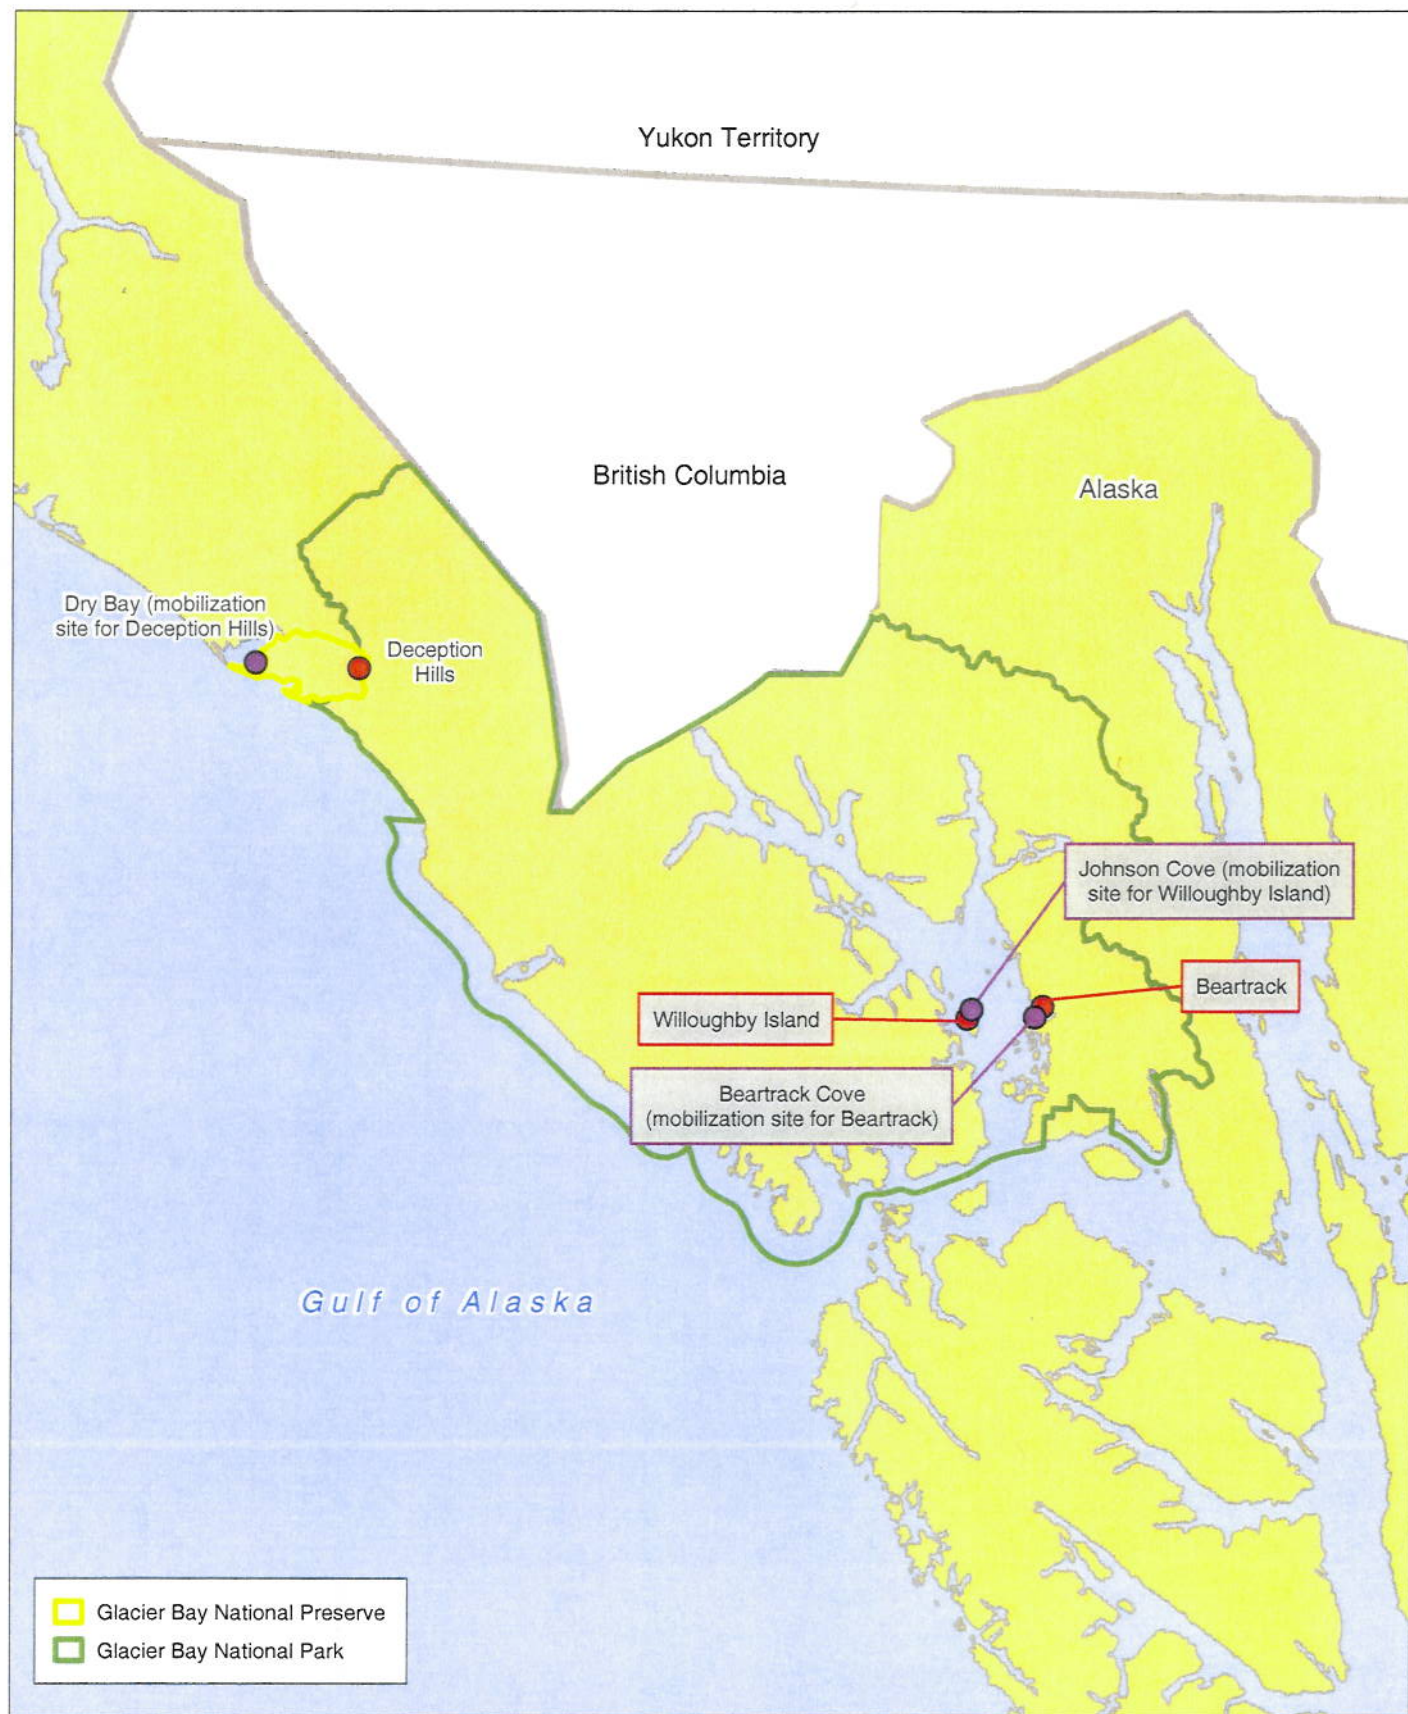 Yukon Territory
British Columbia
Alaska
Dry Bay (mobilization
site for Deception Hills)
Deception
Hills
Johnson Cove (mobilization
site for Willoughby Island)
Beartrack
Willoughby Island
Beartrack Cove
(mobilization site for Beartrack)
Gulf of Alaska
Glacier Bay National Preserve
Glacier Bay National Park